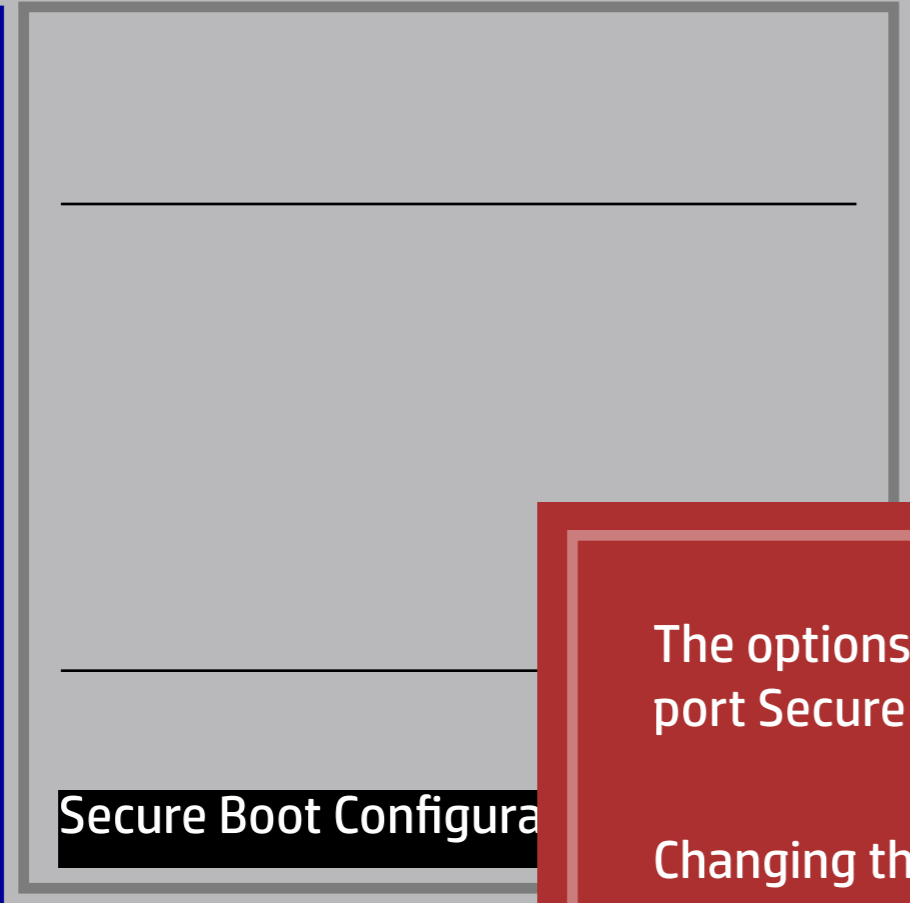 The options
port Secure
Secure Boot Configura
Changing th